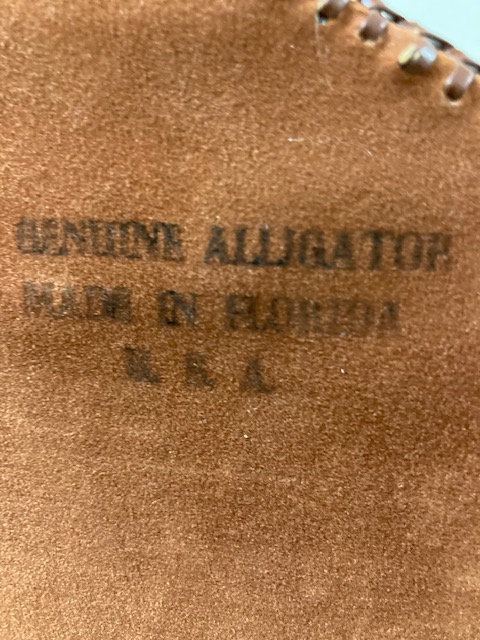 GENUINE ALLIGATOR
MADE IN FLORIDA
U. S. A.